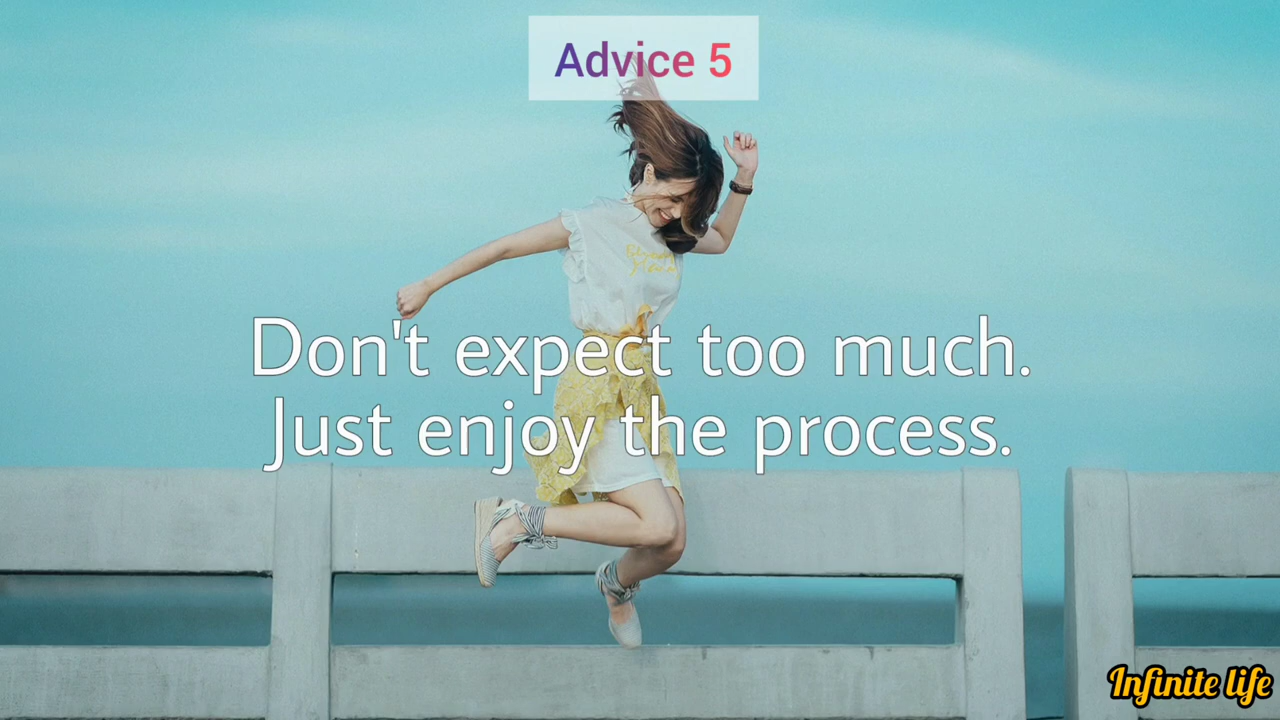 Advice 5
Don't expect too much.
Just enjoy the process.
Infinite life